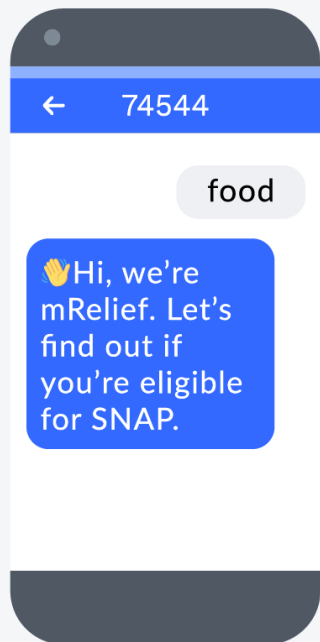 74544
food
👋Hi, we’re
mRelief. Let’s
find out if
you’re eligible
for SNAP.